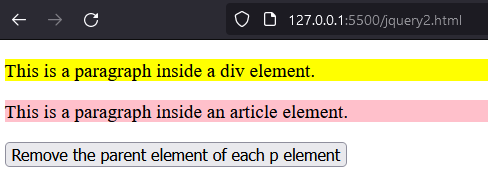 127.0.0.1:5500/jquery2.html
This is a paragraph inside a div element.
This is a paragraph inside an article element.
Remove the parent element of each p element